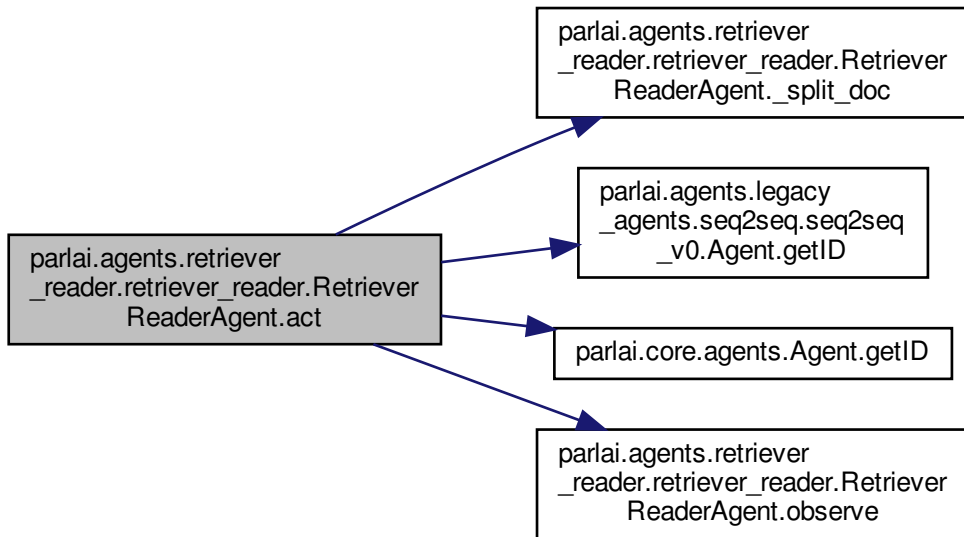 parlai.agents.retriever
_reader.retriever_reader.Retriever
ReaderAgent.act
parlai.agents.retriever
_reader.retriever_reader.Retriever
ReaderAgent._split_doc
parlai.agents.legacy
_agents.seq2seq.seq2seq
_v0.Agent.getID
parlai.core.agents.Agent.getID
parlai.agents.retriever
_reader.retriever_reader.Retriever
ReaderAgent.observe